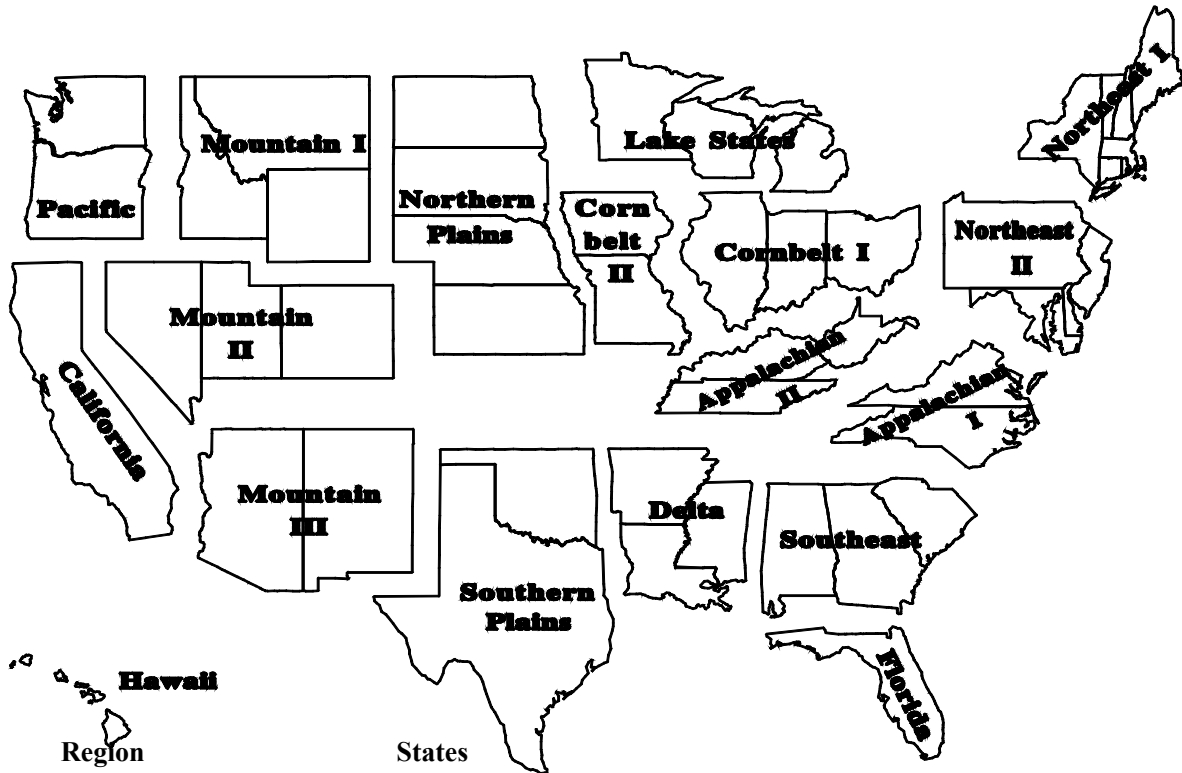 Northeast I
Mountain I
Lake States
Pacific
Northern
Plains
Corn
belt
II
Cornbelt I
Northeast
II
Mountain
II
California
Appalachian
II
Appalachian
I
Mountain
III
Delta
Southeast
Southern
Plains
Florida
Hawaii
Region States